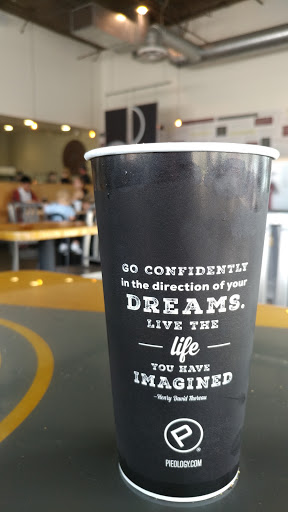 GO CONFIDENTLY
in the direction of your
DREAMS.
LIVE THE
life
YOU HAVE
IMAGINED
~Henry David Thoreau
P
PIEOLOGY.COM